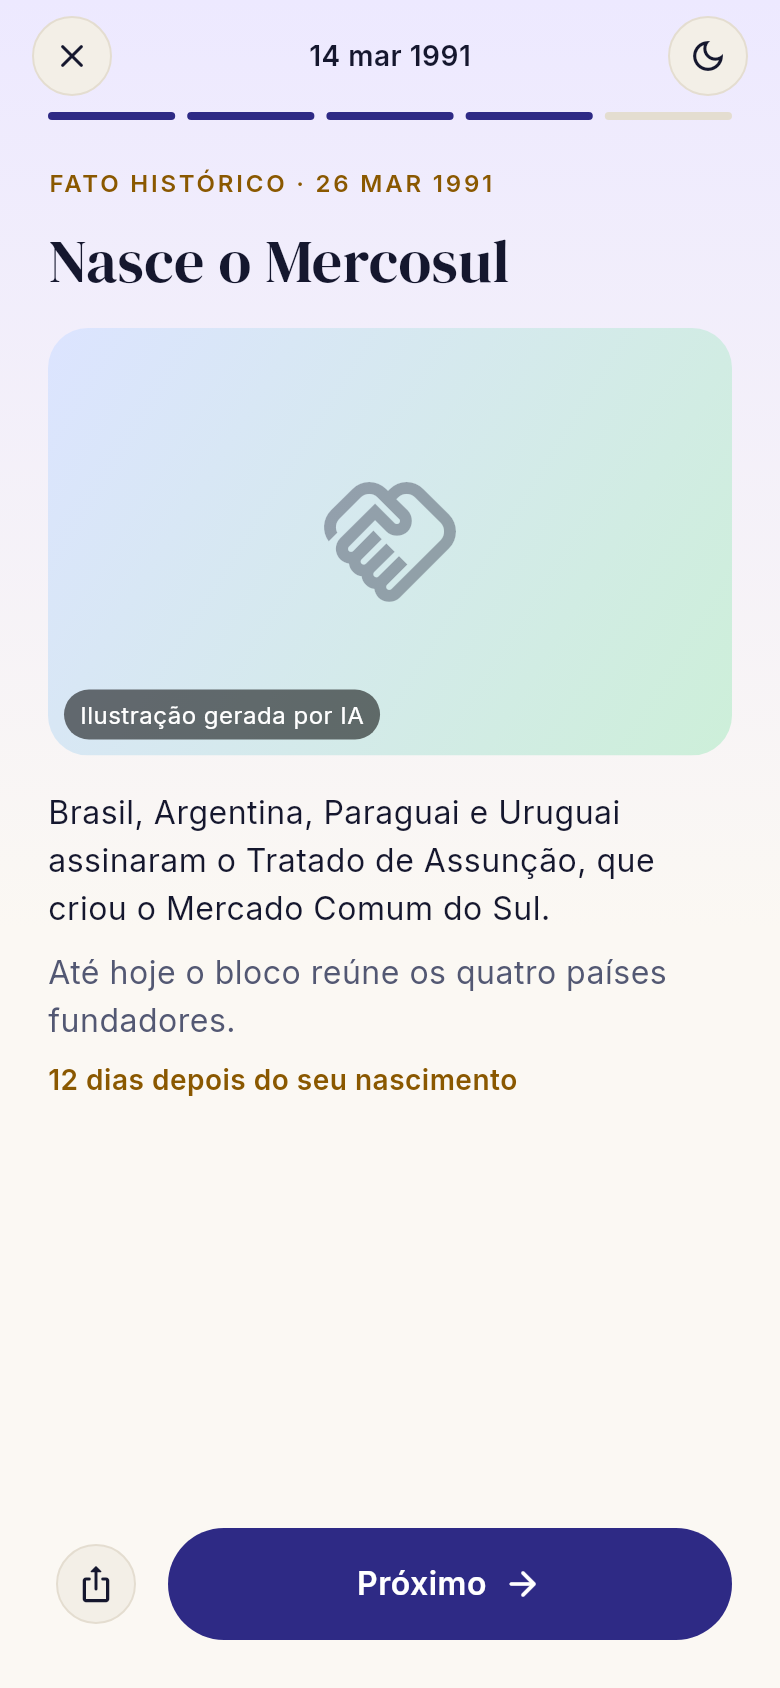 14 mar 1991
FATO HISTÓRICO · 26 MAR 1991
Nasce o Mercosul
Ilustração gerada por IA
Brasil, Argentina, Paraguai e Uruguai
assinaram o Tratado de Assunção, que
criou o Mercado Comum do Sul.
Até hoje o bloco reúne os quatro países
fundadores.
12 dias depois do seu nascimento
Próximo